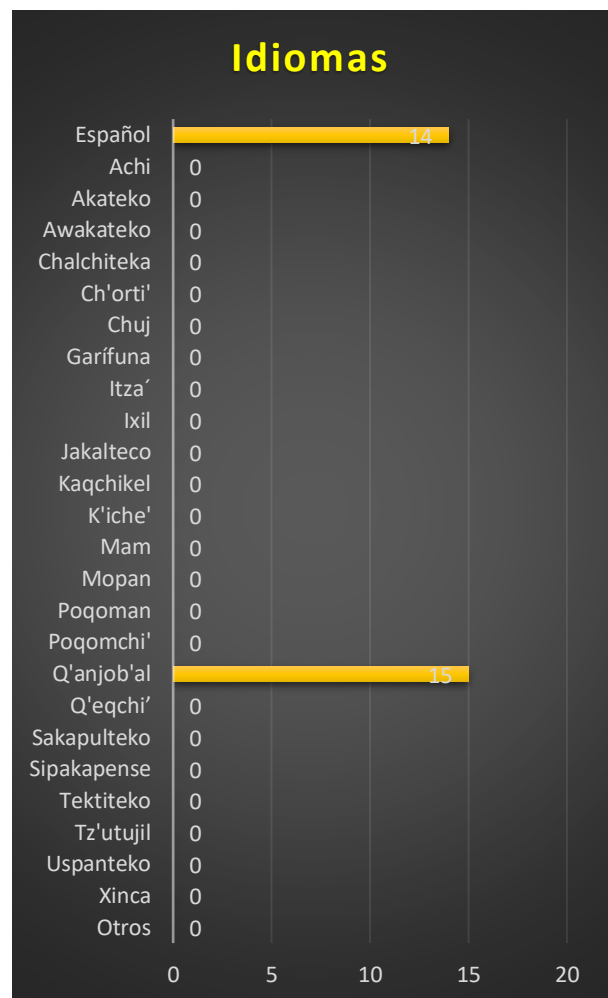 Idiomas
Español 14
Achi 0
Akateko 0
Awakateko 0
Chalchiteka 0
Ch'orti' 0
Chuj 0
Garífuna 0
Itza´ 0
Ixil 0
Jakalteco 0
Kaqchikel 0
K'iche' 0
Mam 0
Mopan 0
Poqoman 0
Poqomchi' 0
Q'anjob'al 15
Q'eqchi’ 0
Sakapulteko 0
Sipakapense 0
Tektiteko 0
Tz'utujil 0
Uspanteko 0
Xinca 0
Otros 0
0 5 10 15 20